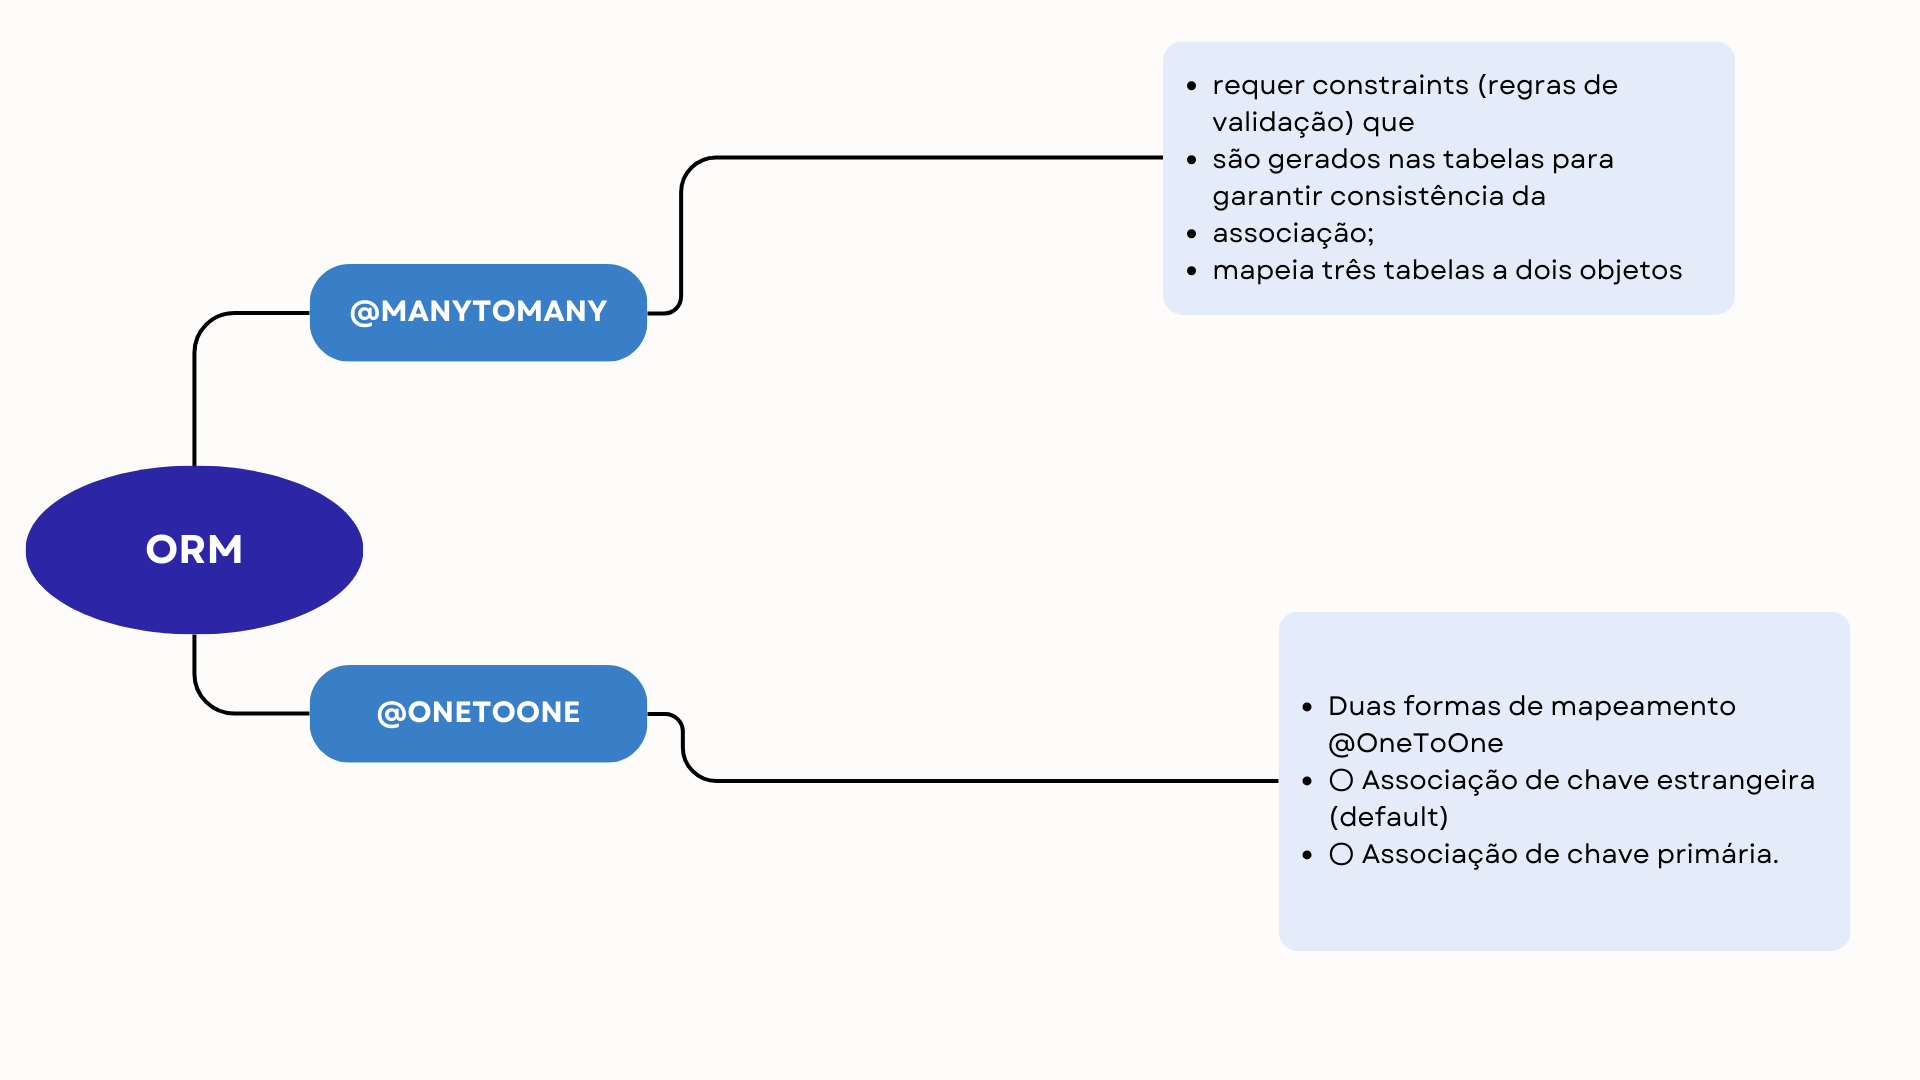 • requer constraints (regras de
validação) que
• são gerados nas tabelas para
garantir consistência da
• associação;
• mapeia três tabelas a dois objetos
@MANYTOMANY
ORM
@ONETOONE
• Duas formas de mapeamento
@OneToOne
• ○ Associação de chave estrangeira
(default)
• ○ Associação de chave primária.